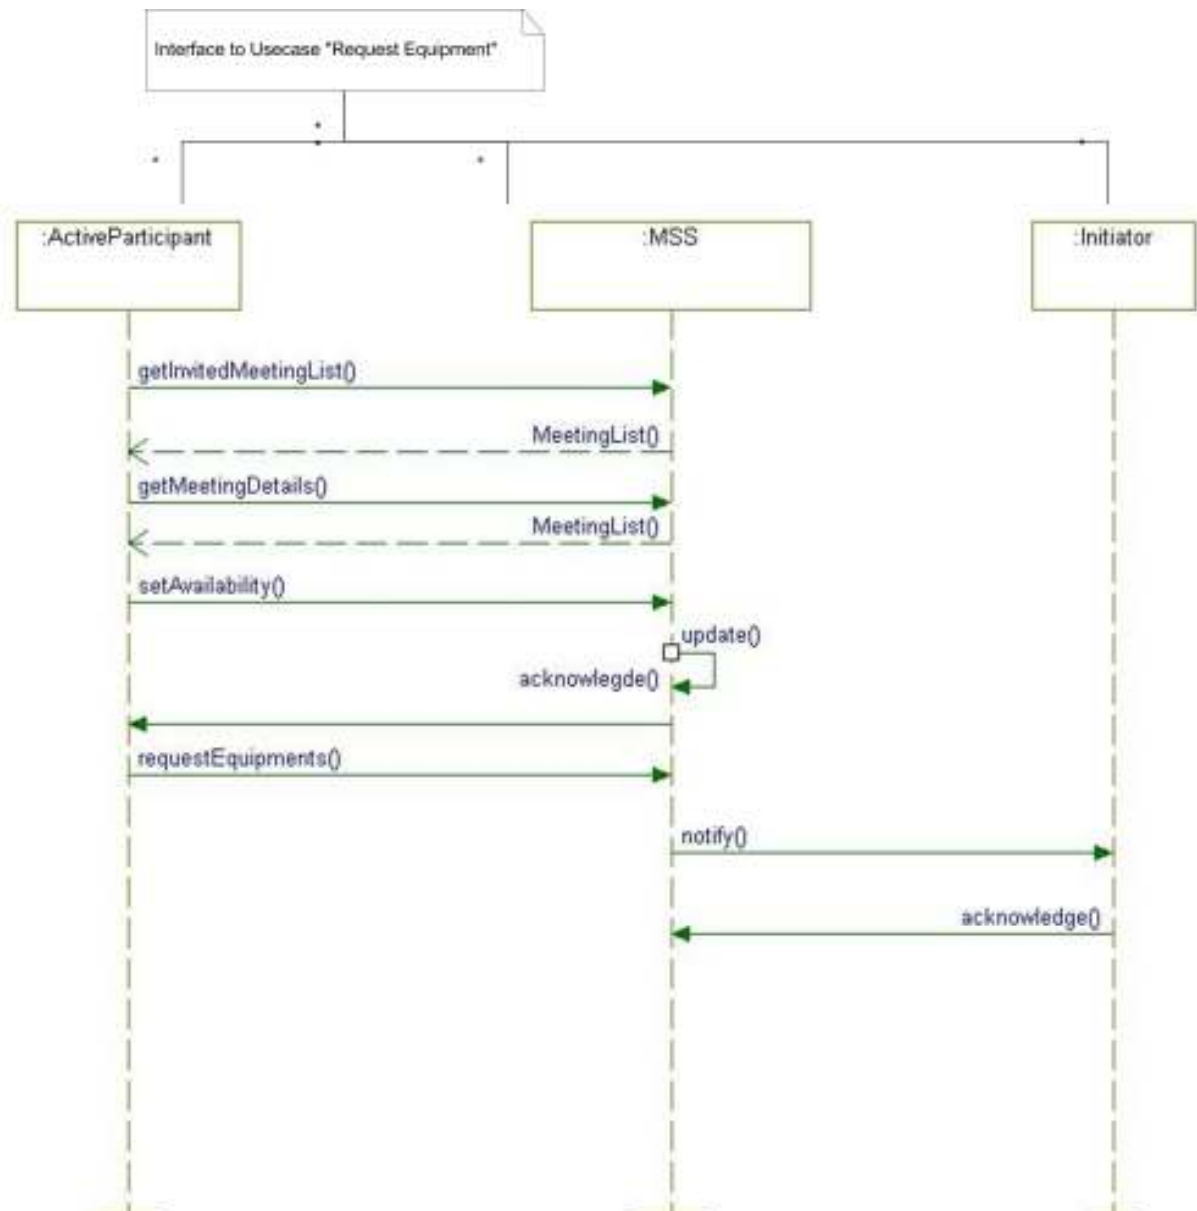 Interface to Usecase "Request Equipment"
:ActiveParticipant
:MSS
:Initiator
getInvitedMeetingList()
MeetingList()
getMeetingDetails()
MeetingList()
setAvailability()
update()
acknowlegde()
requestEquipments()
notify()
acknowledge()